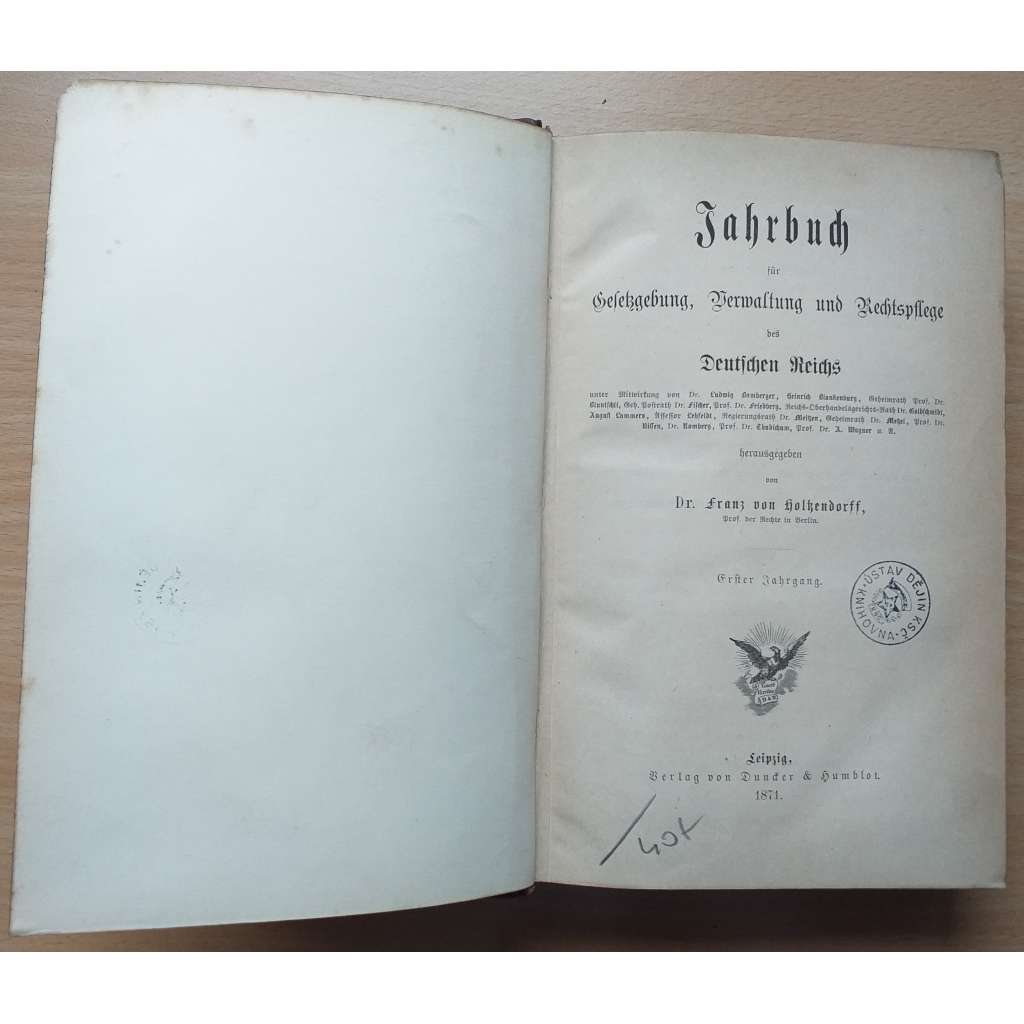 Jahrbuch
für
Gesetzgebung, Verwaltung und Rechtspflege
des
Deutschen Reichs
unter Mitwirkung von Dr. Ludwig Bamberger, Heinrich Blankenburg, Geheimrath Prof. Dr.
Bluntschli, Geh. Postrath Dr. Fischer, Prof. Dr. Friedberg, Reichs-Oberhandelsgerichts-Rath Dr. Goldschmidt,
August Lammers, Assessor Lehfeldt, Regierungsrath Dr. Meitzen, Geheimrath Dr. Metzel, Prof. Dr.
Nissen, Dr. Romberg, Prof. Dr. Thudichum, Prof. Dr. A. Wagner u. A.
herausgegeben
von
Dr. Franz von Holtzendorff,
Prof. der Rechte in Berlin.
Erster Jahrgang.
ÚSTAV DĚJIN KSČ
KNIHOVNA
Leipzig,
Verlag von Duncker & Humblot.
1871.